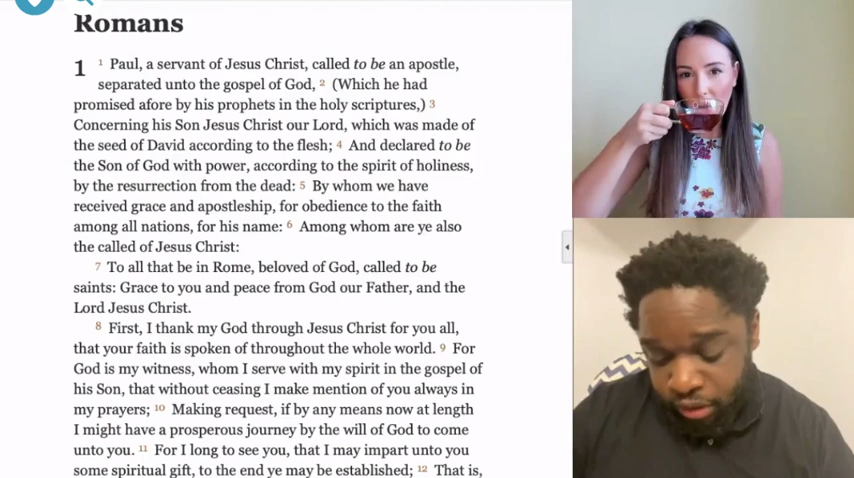 Romans
1 1 Paul, a servant of Jesus Christ, called to be an apostle,
separated unto the gospel of God, 2 (Which he had
promised afore by his prophets in the holy scriptures,) 3
Concerning his Son Jesus Christ our Lord, which was made of
the seed of David according to the flesh; 4 And declared to be
the Son of God with power, according to the spirit of holiness,
by the resurrection from the dead: 5 By whom we have
received grace and apostleship, for obedience to the faith
among all nations, for his name: 6 Among whom are ye also
the called of Jesus Christ:
7 To all that be in Rome, beloved of God, called to be
saints: Grace to you and peace from God our Father, and the
Lord Jesus Christ.
8 First, I thank my God through Jesus Christ for you all,
that your faith is spoken of throughout the whole world. 9 For
God is my witness, whom I serve with my spirit in the gospel of
his Son, that without ceasing I make mention of you always in
my prayers; 10 Making request, if by any means now at length
I might have a prosperous journey by the will of God to come
unto you. 11 For I long to see you, that I may impart unto you
some spiritual gift, to the end ye may be established; 12 That is,